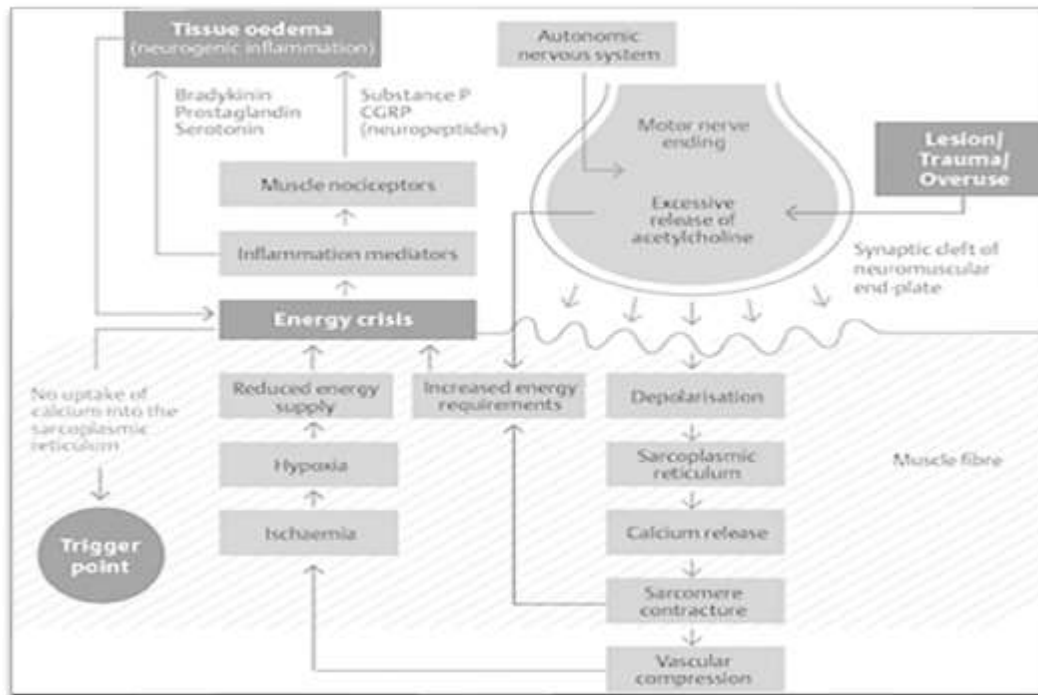 Tissue oedema
(neurogenic inflammation)
Autonomic
nervous system
Bradykinin
Prostaglandin
Serotonin
Substance P
CGRP
(neuropeptides)
Motor nerve
ending
Lesion/
Trauma/
Overuse
Muscle nociceptors
Excessive
release of
acetylcholine
Inflammation mediators
Synaptic cleft of
neuromuscular
end-plate
Energy crisis
No uptake of
calcium into the
sarcoplasmic
reticulum
Reduced energy
supply
Increased energy
requirements
Depolarisation
Hypoxia
Sarcoplasmic
reticulum
Muscle fibre
Ischaemia
Calcium release
Trigger
point
Sarcomere
contracture
Vascular
compression